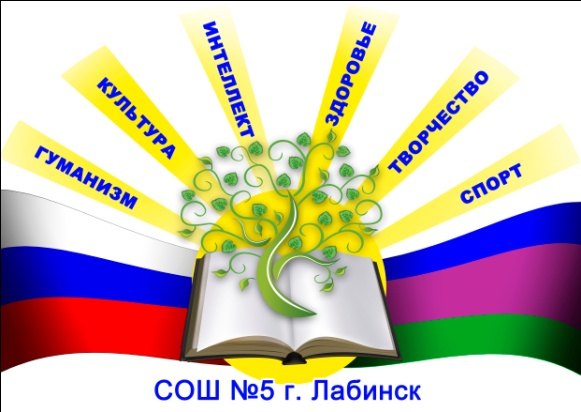 ГУМАНИЗМ
КУЛЬТУРА
ИНТЕЛЛЕКТ
ЗДОРОВЬЕ
ТВОРЧЕСТВО
СПОРТ
СОШ №5 г. Лабинск